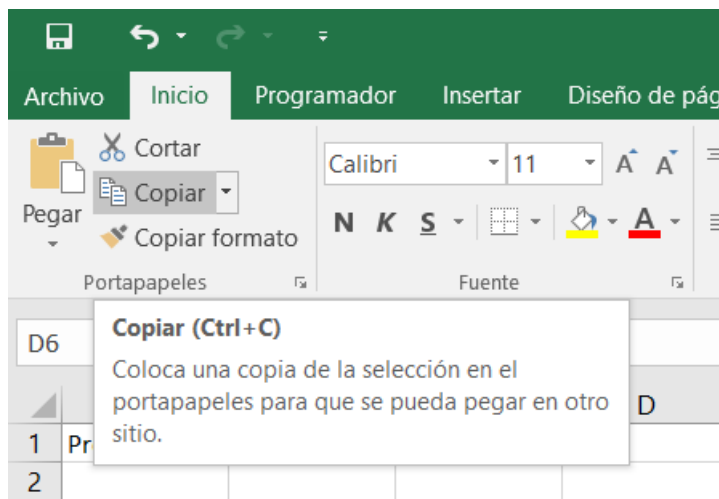 Archivo Inicio Programador Insertar Diseño de pág
Cortar
Copiar
Copiar formato
Pegar
Portapapeles
Calibri 11 A A
N K S A
Fuente
D6
Copiar (Ctrl+C)
Coloca una copia de la selección en el
portapapeles para que se pueda pegar en otro
sitio.
D
1 Pr
2